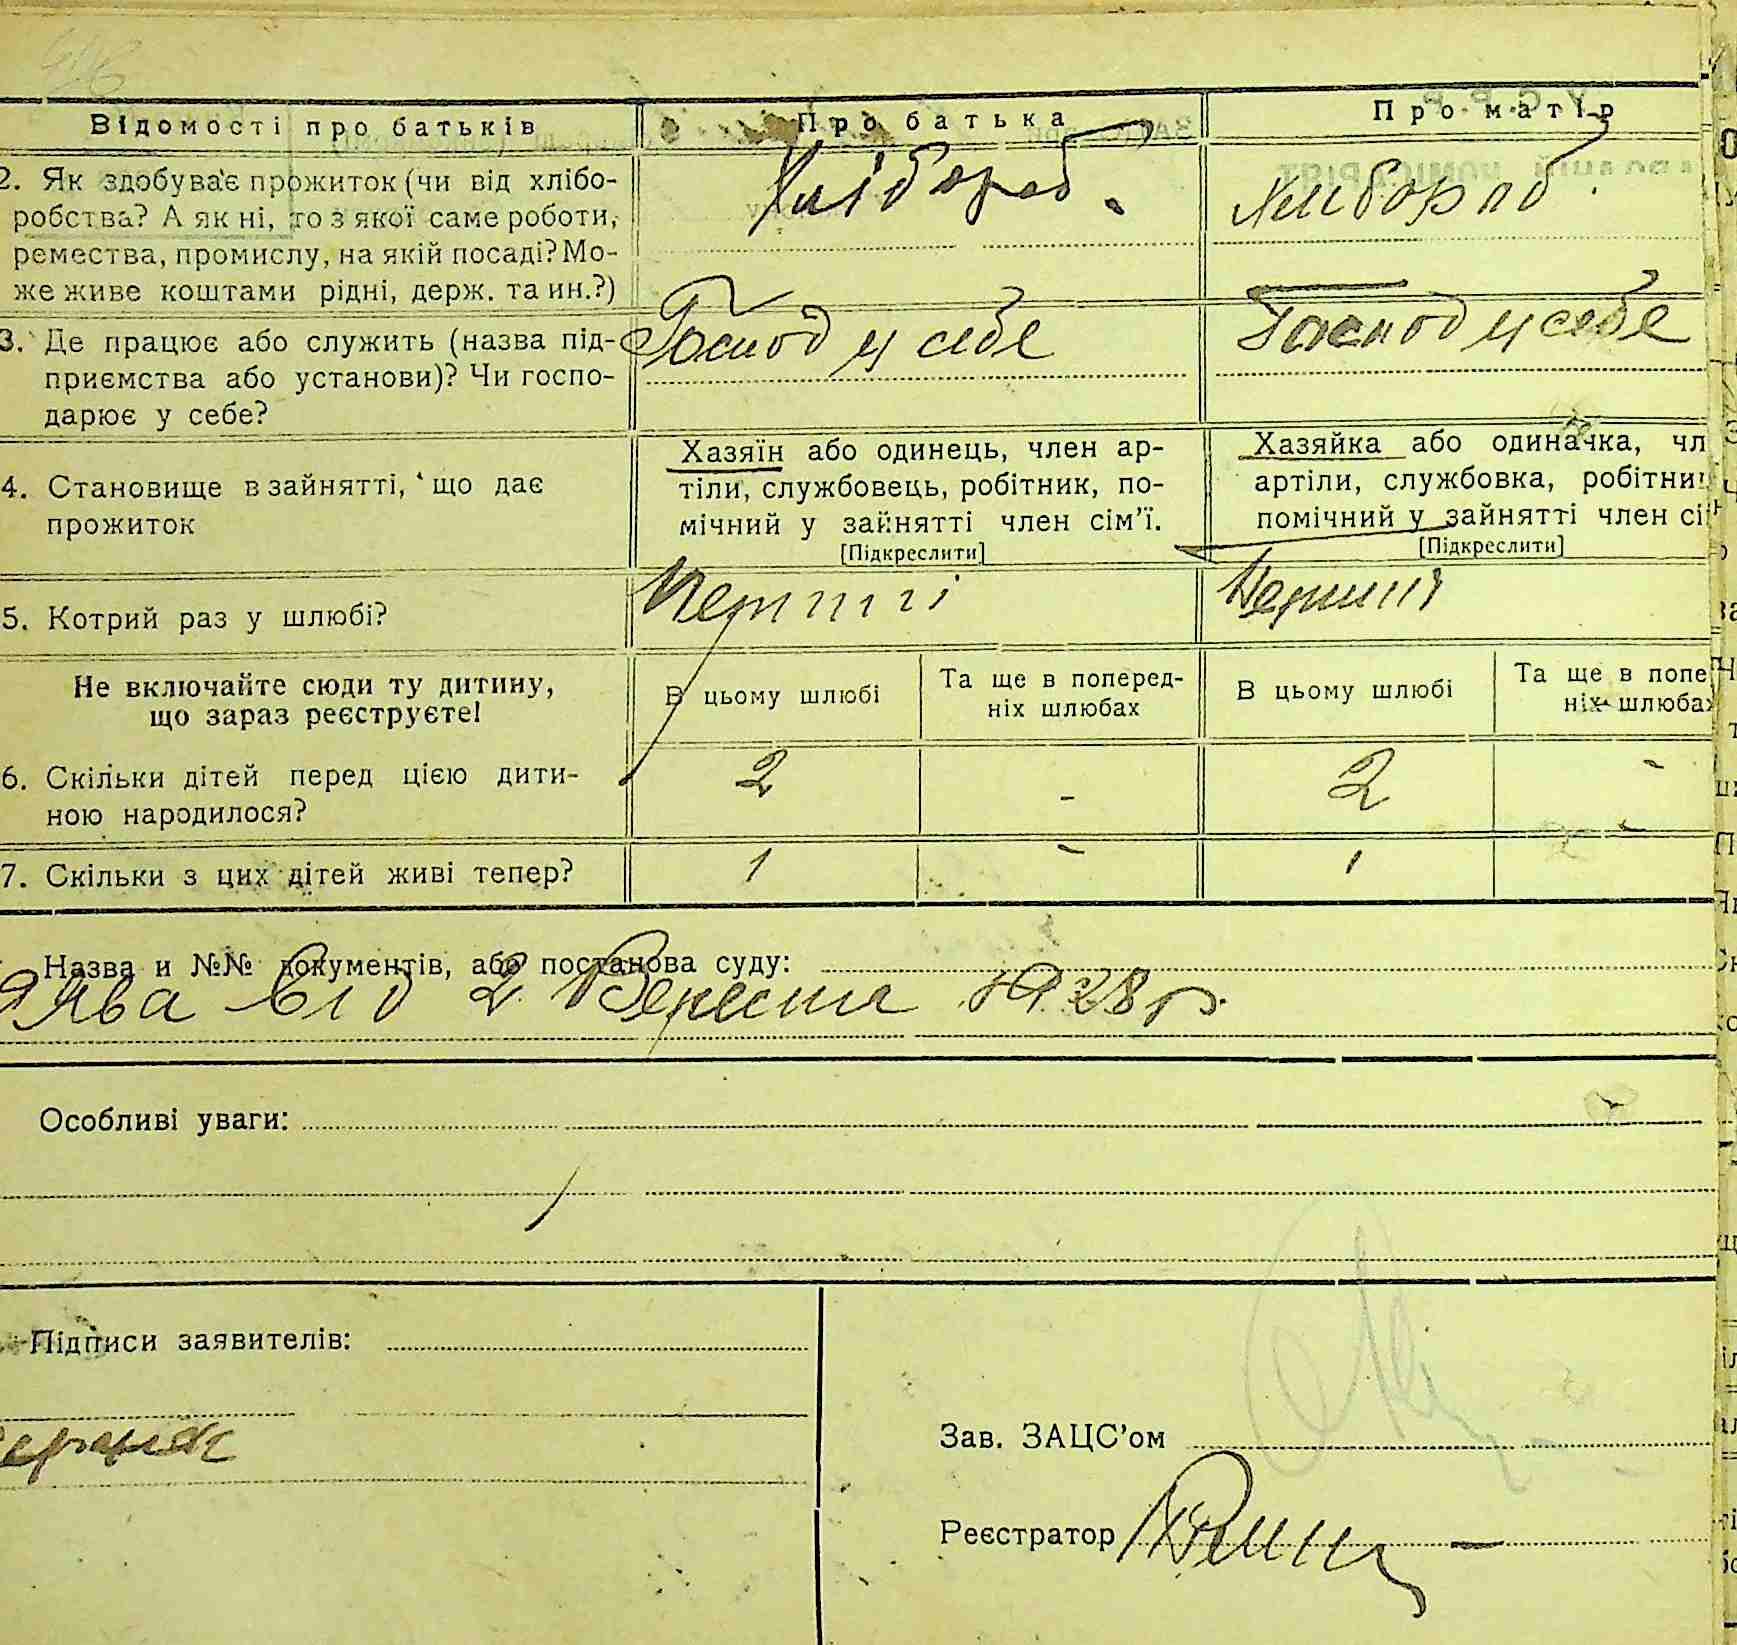 Відомості про батьків
Про батька
Про матір
2. Як здобуває прожиток (чи від хлібо-
робства? А як ні, то з якої саме роботи,
ремества, промислу, на якій посаді? Мо-
же живе коштами рідні, держ. та ин.?)
Хлібороб.
Хлибороб
3. Де працює або служить (назва під-
приємства або установи)? Чи госпо-
дарює у себе?
Господ у себе
Господ у себе
4. Становище в зайнятті, що дає
прожиток
Хазяїн або одинець, член ар-
тіли, службовець, робітник, по-
мічний у зайнятті член сім'ї.
[Підкреслити]
Хазяйка або одиначка, чл
артіли, службовка, робітни
помічний у зайнятті член сі
[Підкреслити]
5. Котрий раз у шлюбі?
Перший
Перший
Не включайте сюди ту дитину,
що зараз реєструєте!
В цьому шлюбі
Та ще в поперед-
ніх шлюбах
В цьому шлюбі
Та ще в попе
ніх шлюбах
6. Скільки дітей перед цією дити-
ною народилося?
2
-
2
-
7. Скільки з цих дітей живі тепер?
1
-
1
-
Назва и №№ документів, або постанова суду:
Заява від 2 Вересня 1928 р.
Особливі уваги:
Підписи заявителів:
Зав. ЗАЦС'ом
Реєстратор